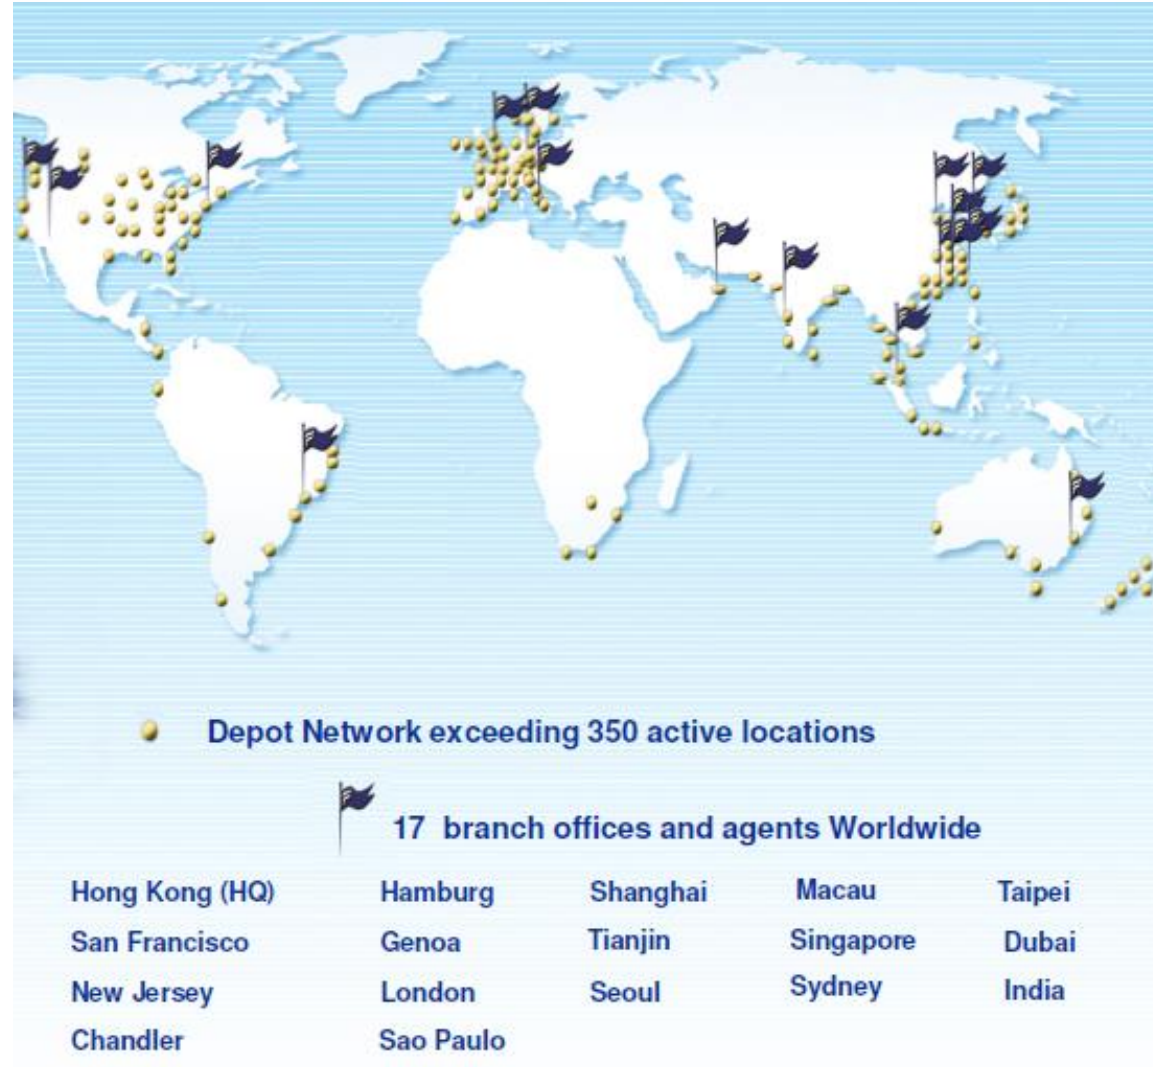 Depot Network exceeding 350 active locations
17 branch offices and agents Worldwide
Hong Kong (HQ) Hamburg Shanghai Macau Taipei
San Francisco Genoa Tianjin Singapore Dubai
New Jersey London Seoul Sydney India
Chandler Sao Paulo